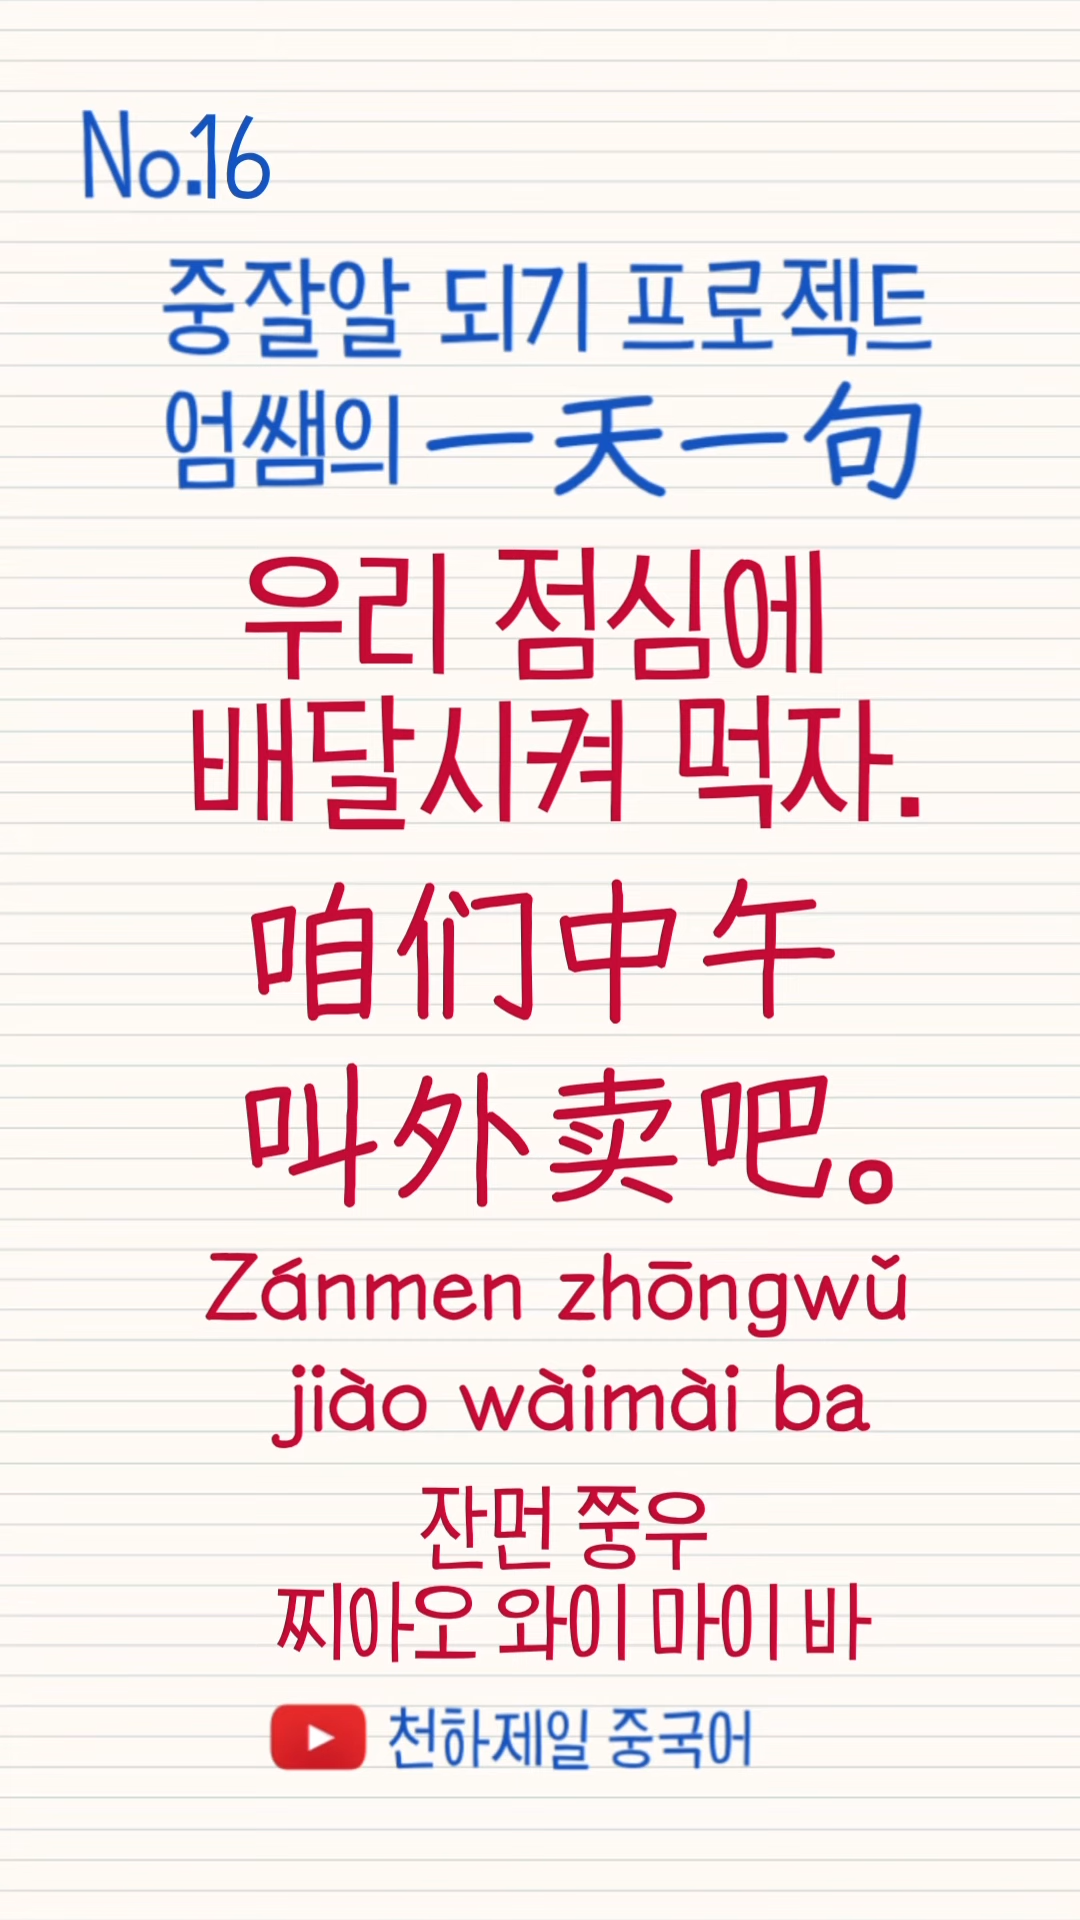 No.16
중잘알 되기 프로젝트
엄쌤의 一天一句
우리 점심에
배달시켜 먹자.
咱们中午
叫外卖吧。
Zánmen zhōngwǔ
jiào wàimài ba
잔먼 쭝우
찌아오 와이 마이 바
천하제일 중국어